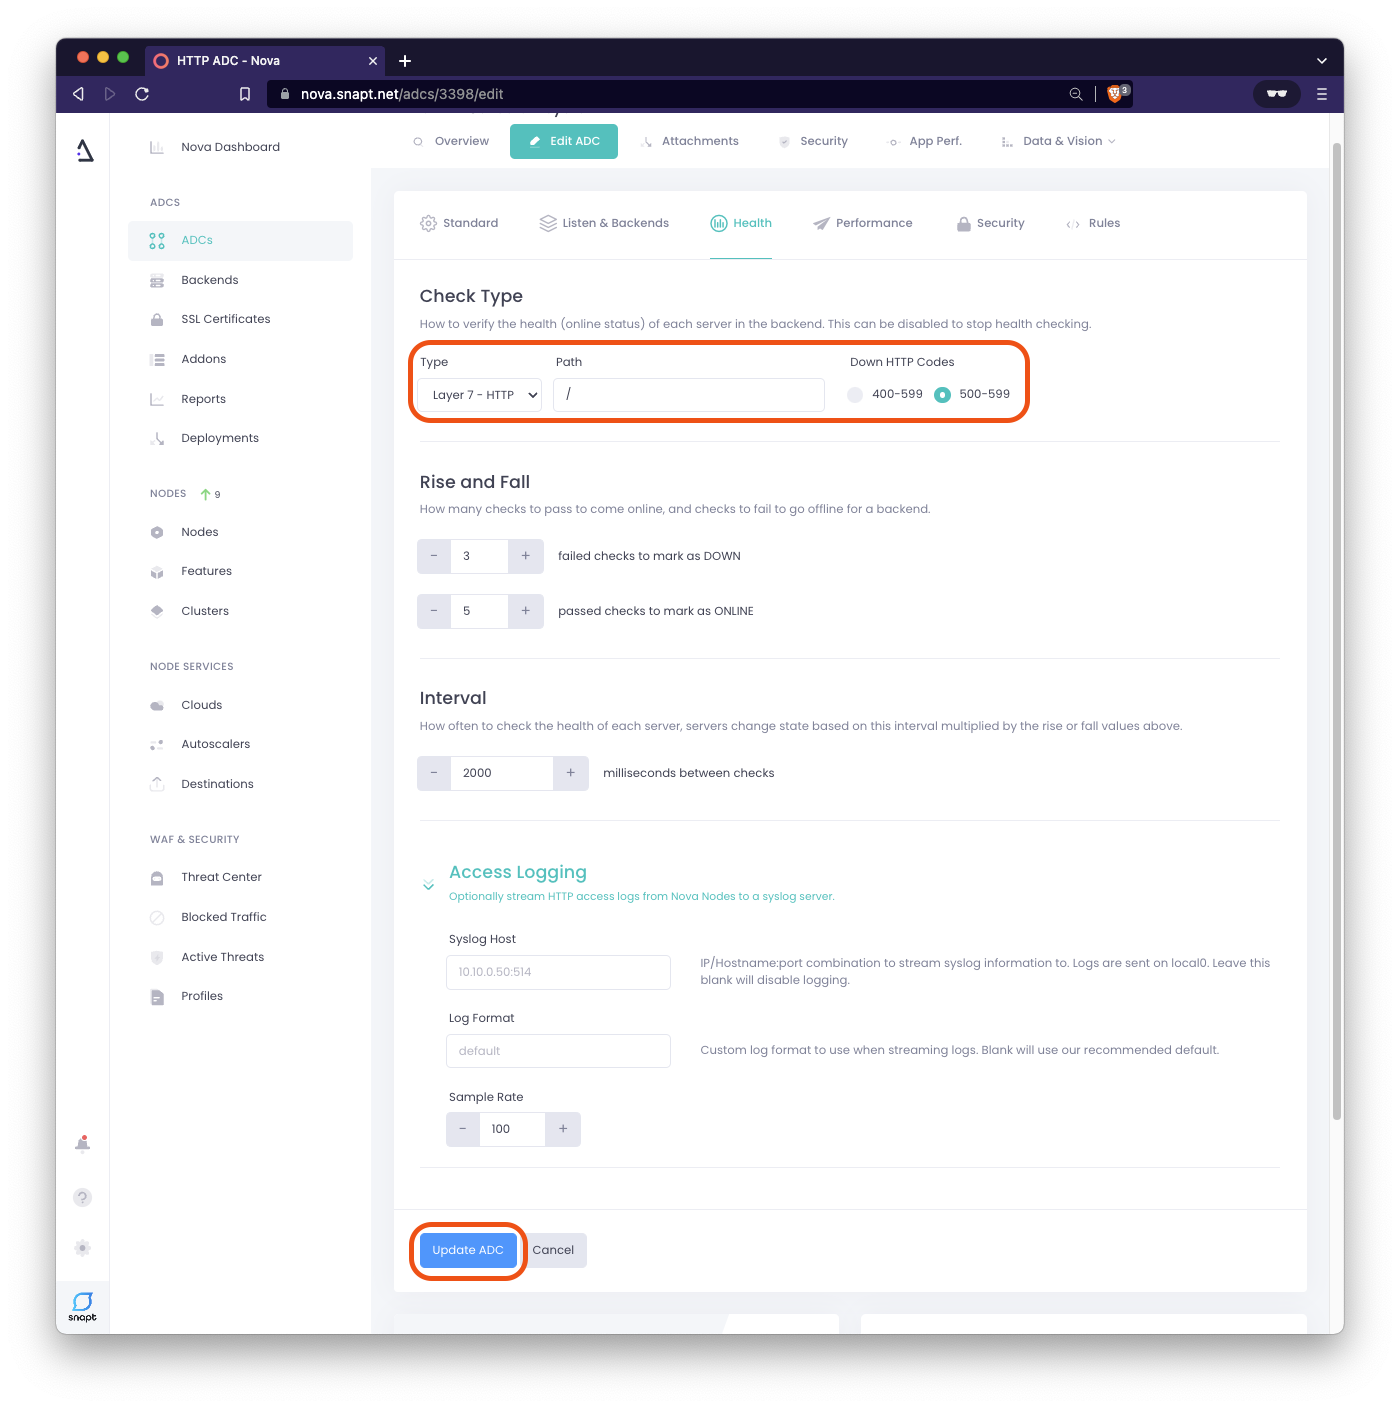 HTTP ADC - Nova
nova.snapt.net/adcs/3398/edit
3
Nova Dashboard
ADCS
ADCs
Backends
SSL Certificates
Addons
Reports
Deployments
NODES 9
Nodes
Features
Clusters
NODE SERVICES
Clouds
Autoscalers
Destinations
WAF & SECURITY
Threat Center
Blocked Traffic
Active Threats
Profiles
snapt
Overview Edit ADC Attachments Security App Perf. Data & Vision
Standard Listen & Backends Health Performance Security Rules
Check Type
How to verify the health (online status) of each server in the backend. This can be disabled to stop health checking.
Type Path Down HTTP Codes
Layer 7 - HTTP / 400-599 500-599
Rise and Fall
How many checks to pass to come online, and checks to fail to go offline for a backend.
- 3 + failed checks to mark as DOWN
- 5 + passed checks to mark as ONLINE
Interval
How often to check the health of each server, servers change state based on this interval multiplied by the rise or fall values above.
- 2000 + milliseconds between checks
Access Logging
Optionally stream HTTP access logs from Nova Nodes to a syslog server.
Syslog Host
10.10.0.50:514
IP/Hostname:port combination to stream syslog information to. Logs are sent on local0. Leave this
blank will disable logging.
Log Format
default
Custom log format to use when streaming logs. Blank will use our recommended default.
Sample Rate
- 100 +
Update ADC Cancel